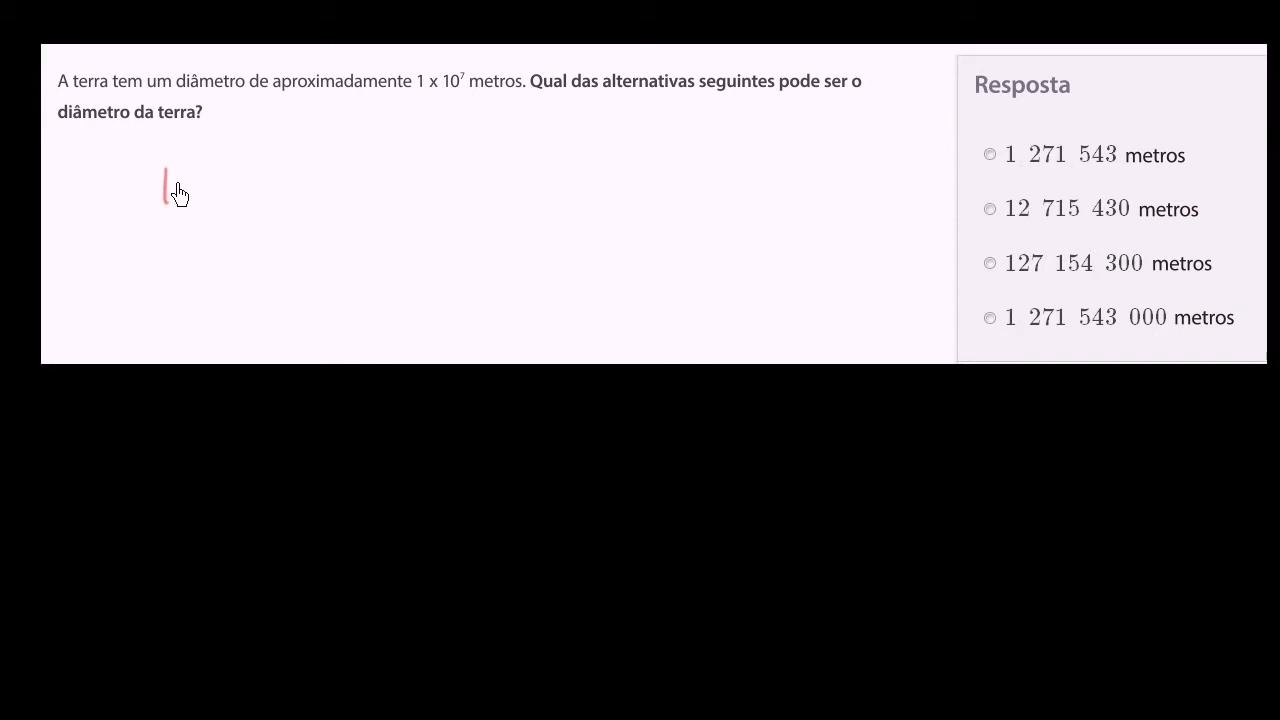 A terra tem um diâmetro de aproximadamente 1 x 10⁷ metros. Qual das alternativas seguintes pode ser o
diâmetro da terra?
Resposta
1 271 543 metros
12 715 430 metros
127 154 300 metros
1 271 543 000 metros